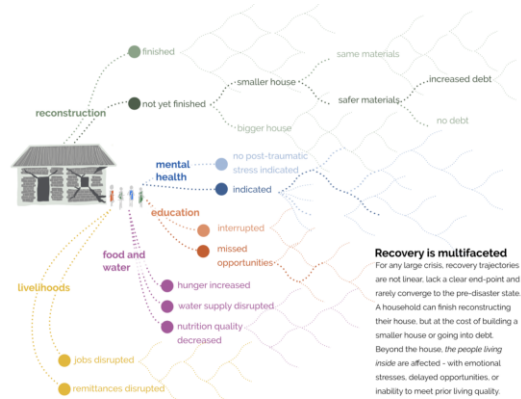 finished
same materials
smaller house
increased debt
not yet finished
safer materials
reconstruction
no debt
bigger house
mental
health
no post-traumatic
stress indicated
indicated
education
interrupted
missed
opportunities
food and
water
livelihoods
hunger increased
water supply disrupted
nutrition quality
decreased
jobs disrupted
remittances disrupted
Recovery is multifaceted
For any large crisis, recovery trajectories
are not linear, lack a clear end-point and
rarely converge to the pre-disaster state.
A household can finish reconstructing
their house, but at the cost of building a
smaller house or going into debt.
Beyond the house, the people living
inside are affected - with emotional
stresses, delayed opportunities, or
inability to meet prior living quality.